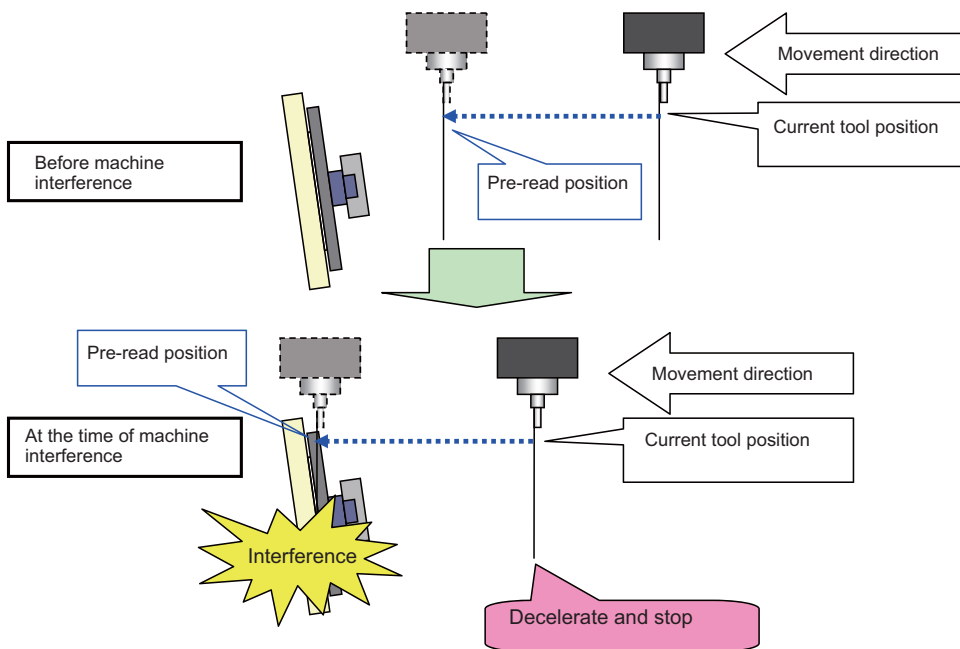 Movement direction
Current tool position
Before machine
interference
Pre-read position
Pre-read position
Movement direction
At the time of machine
interference
Current tool position
Interference
Decelerate and stop